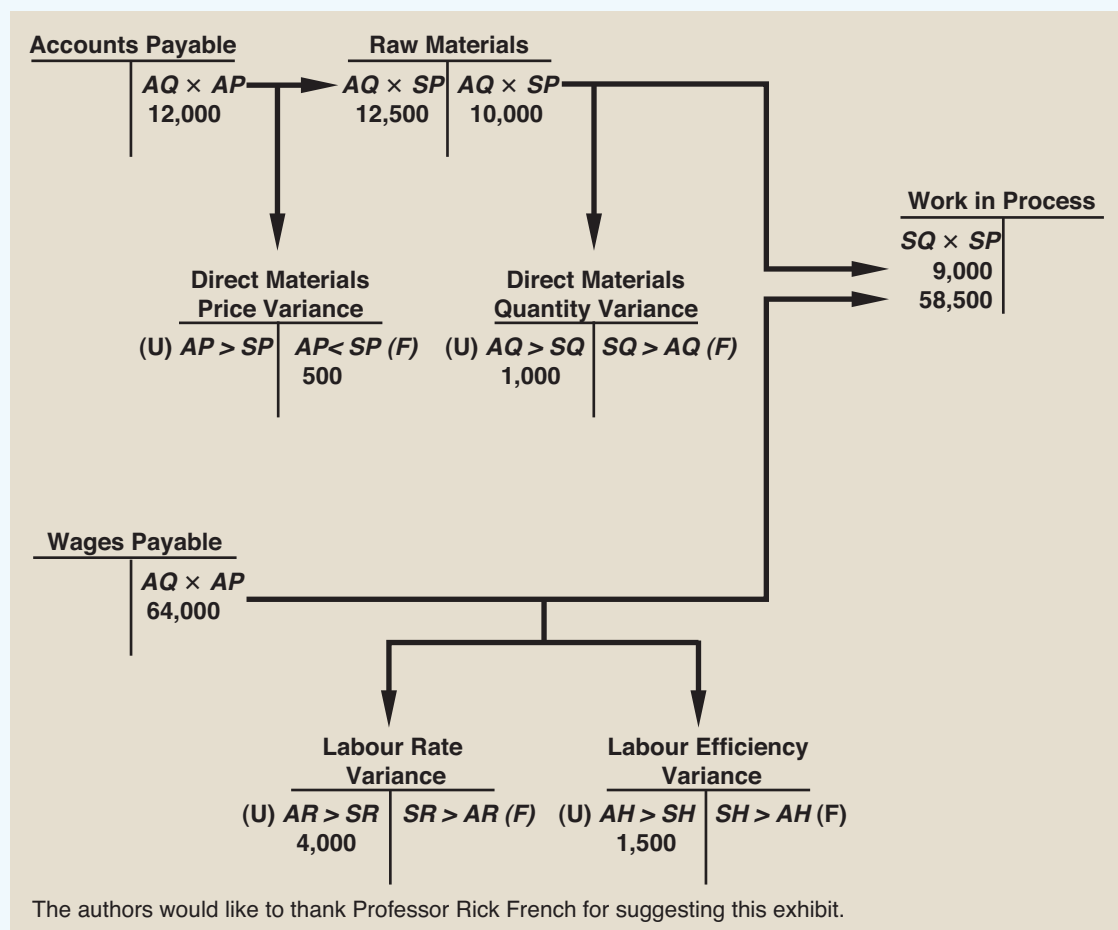 Accounts Payable
Raw Materials
AQ × AP
12,000
AQ × SP
12,500
AQ × SP
10,000
Work in Process
SQ × SP
9,000
58,500
Direct Materials
Price Variance
(U) AP > SP
AP< SP (F)
500
Direct Materials
Quantity Variance
(U) AQ > SQ
1,000
SQ > AQ (F)
Wages Payable
AQ × AP
64,000
Labour Rate
Variance
(U) AR > SR
4,000
SR > AR (F)
Labour Efficiency
Variance
(U) AH > SH
1,500
SH > AH (F)
The authors would like to thank Professor Rick French for suggesting this exhibit.